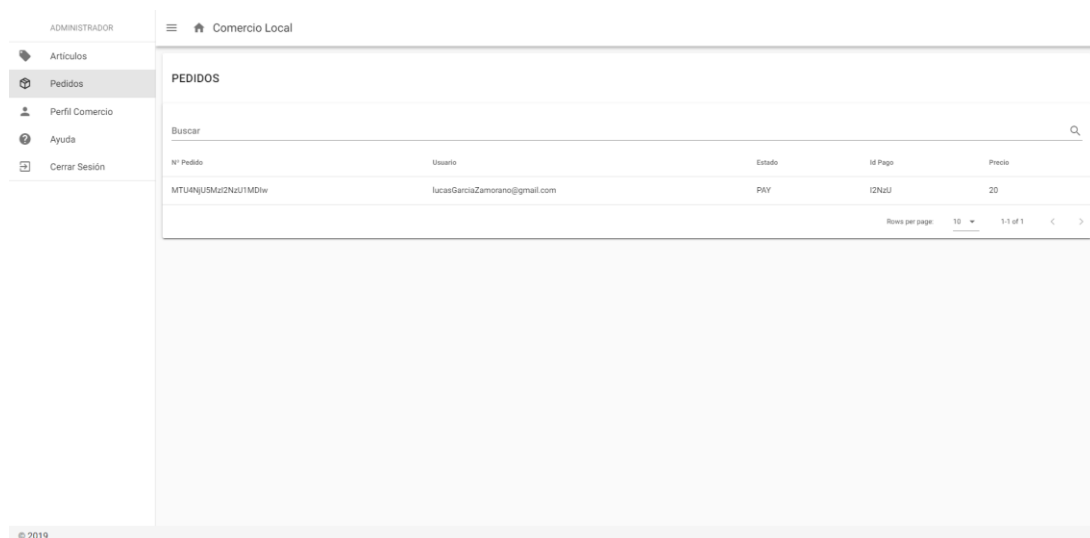 ADMINISTRADOR
Comercio Local
Artículos
Pedidos
Perfil Comercio
Ayuda
Cerrar Sesión
PEDIDOS
Buscar
Nº Pedido Usuario Estado Id Pago Precio
MTU4NjU5MzI2NzU1MDIw lucasGarciaZamorano@gmail.com PAY I2NzU 20
Rows per page: 10 1-1 of 1
© 2019